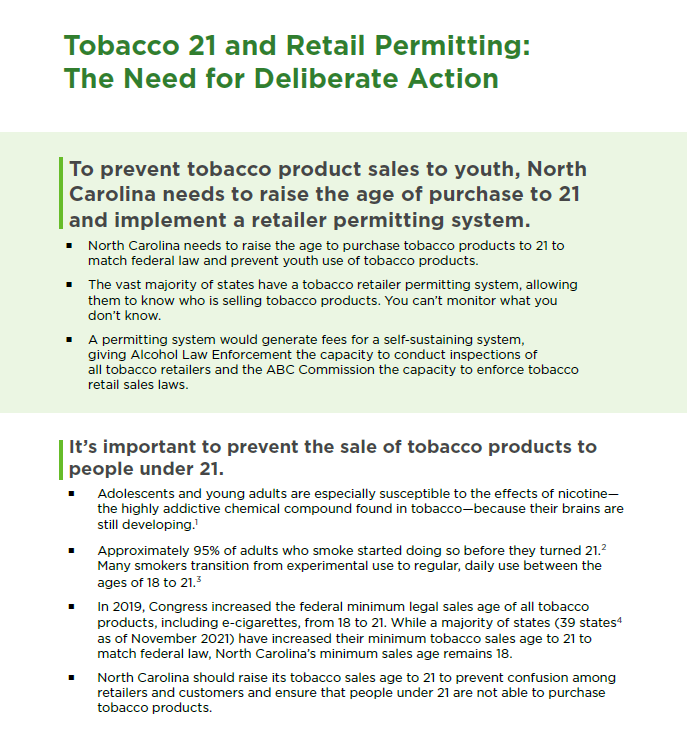 Tobacco 21 and Retail Permitting:
The Need for Deliberate Action
To prevent tobacco product sales to youth, North
Carolina needs to raise the age of purchase to 21
and implement a retailer permitting system.
▪ North Carolina needs to raise the age to purchase tobacco products to 21 to
match federal law and prevent youth use of tobacco products.
▪ The vast majority of states have a tobacco retailer permitting system, allowing
them to know who is selling tobacco products. You can’t monitor what you
don’t know.
▪ A permitting system would generate fees for a self-sustaining system,
giving Alcohol Law Enforcement the capacity to conduct inspections of
all tobacco retailers and the ABC Commission the capacity to enforce tobacco
retail sales laws.
It’s important to prevent the sale of tobacco products to
people under 21.
▪ Adolescents and young adults are especially susceptible to the effects of nicotine—
the highly addictive chemical compound found in tobacco—because their brains are
still developing.¹
▪ Approximately 95% of adults who smoke started doing so before they turned 21.²
Many smokers transition from experimental use to regular, daily use between the
ages of 18 to 21.³
▪ In 2019, Congress increased the federal minimum legal sales age of all tobacco
products, including e-cigarettes, from 18 to 21. While a majority of states (39 states⁴
as of November 2021) have increased their minimum tobacco sales age to 21 to
match federal law, North Carolina’s minimum sales age remains 18.
▪ North Carolina should raise its tobacco sales age to 21 to prevent confusion among
retailers and customers and ensure that people under 21 are not able to purchase
tobacco products.